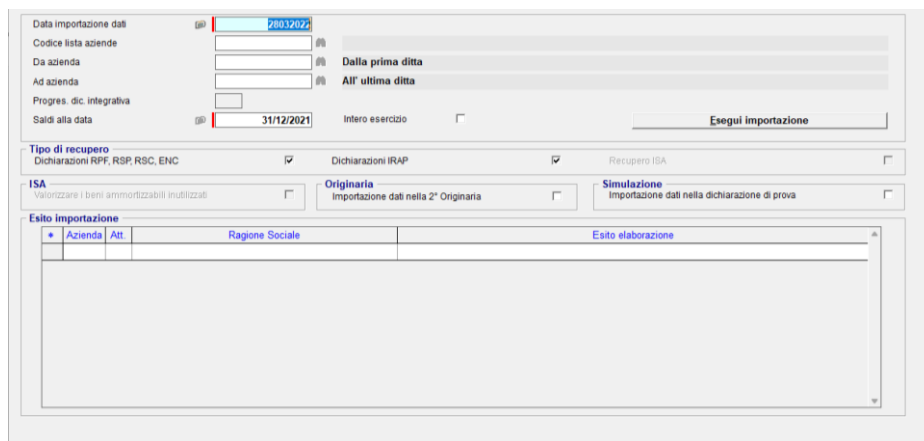 Data importazione dati 28032022
Codice lista aziende
Da azienda Dalla prima ditta
Ad azienda All' ultima ditta
Progres. dic. integrativa
Saldi alla data 31/12/2021 Intero esercizio Esegui importazione
Tipo di recupero
Dichiarazioni RPF, RSP, RSC, ENC Dichiarazioni IRAP Recupero ISA
ISA Originaria Simulazione
Valorizzare i beni ammortizzabili inutilizzati Importazione dati nella 2° Originaria Importazione dati nella dichiarazione di prova
Esito importazione
* Azienda Att. Ragione Sociale Esito elaborazione